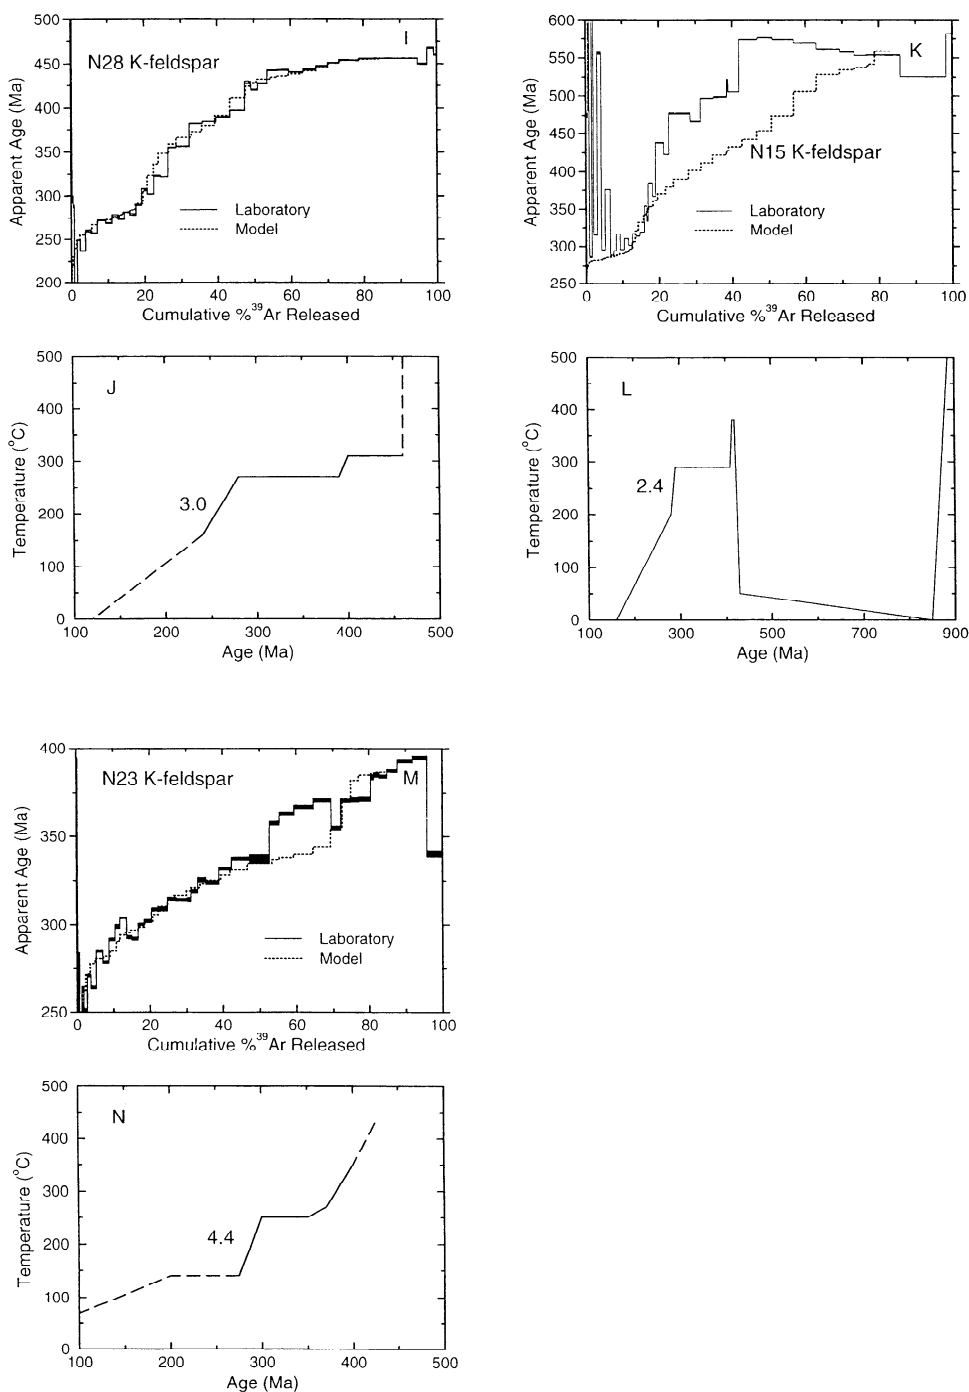 500
450
400
350
300
250
200
Apparent Age (Ma)
N28 K-feldspar
I
Laboratory
Model
0 20 40 60 80 100
Cumulative %³⁹Ar Released
600
550
500
450
400
350
300
250
Apparent Age (Ma)
K
N15 K-feldspar
Laboratory
Model
0 20 40 60 80 100
Cumulative %³⁹Ar Released
500
400
300
200
100
0
Temperature (°C)
J
3.0
100 200 300 400 500
Age (Ma)
500
400
300
200
100
0
Temperature (°C)
L
2.4
100 300 500 700 900
Age (Ma)
400
350
300
250
Apparent Age (Ma)
N23 K-feldspar
M
Laboratory
Model
0 20 40 60 80 100
Cumulative %³⁹Ar Released
500
400
300
200
100
0
Temperature (°C)
N
4.4
100 200 300 400 500
Age (Ma)